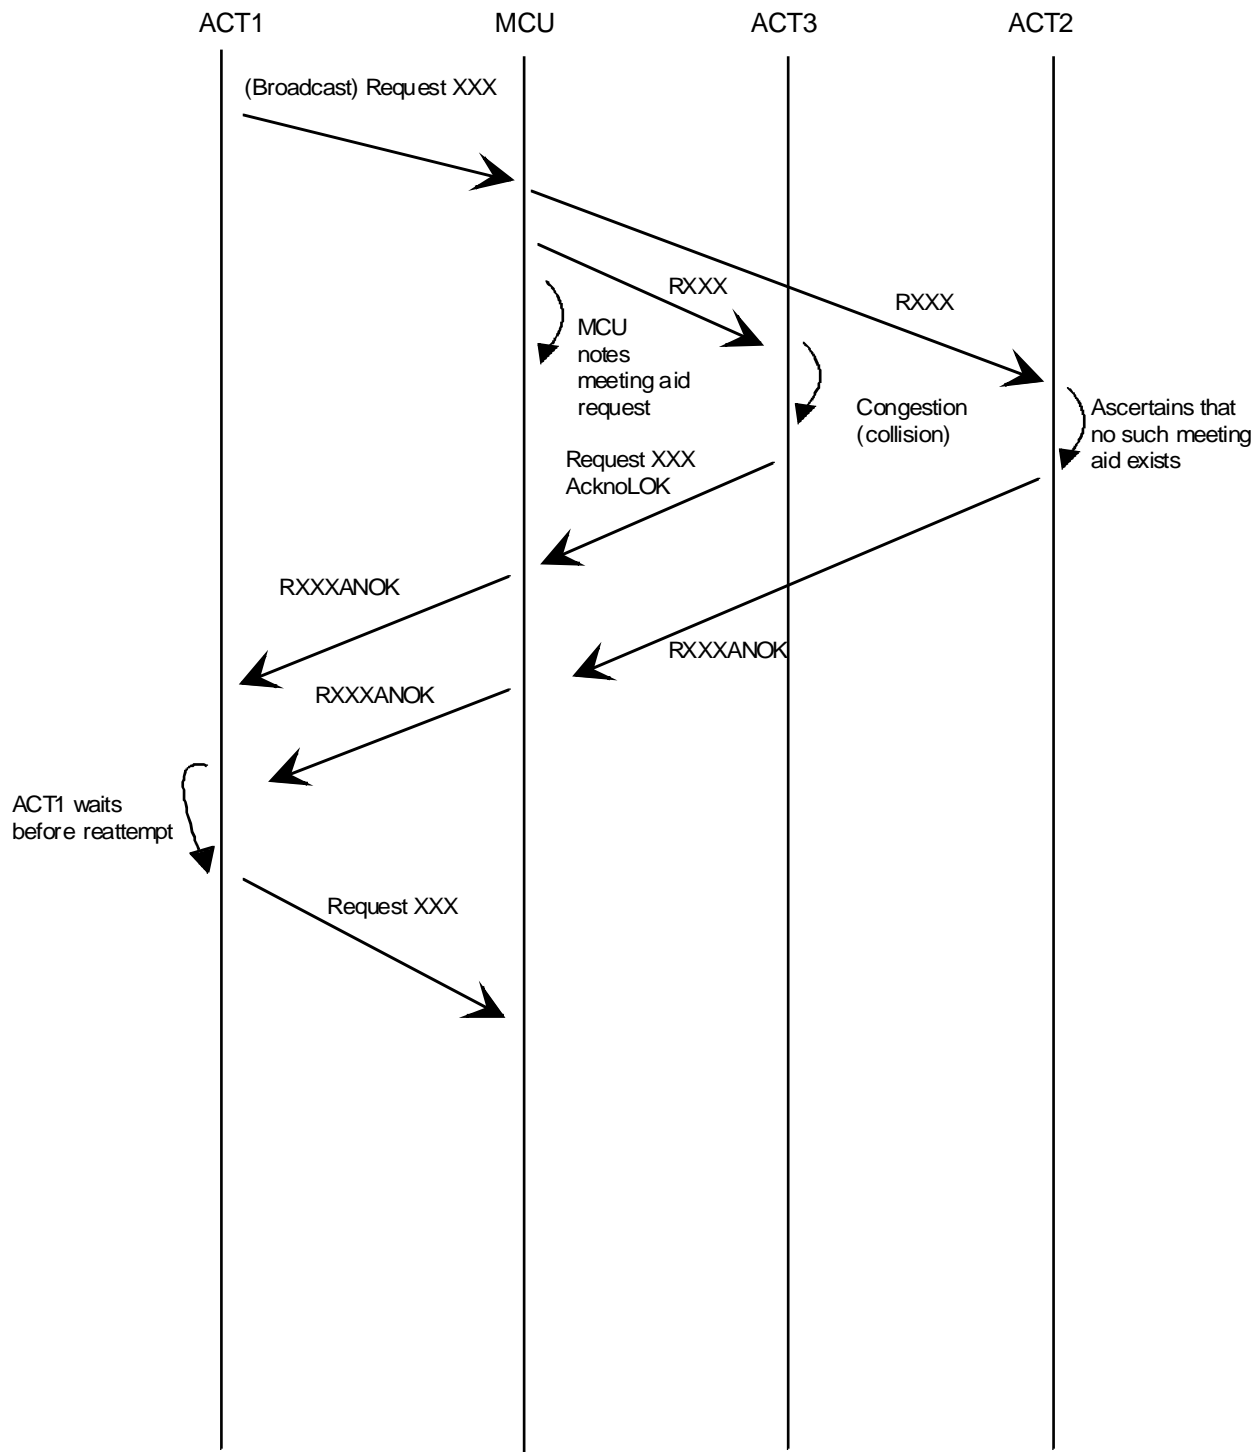 ACT1
MCU
ACT3
ACT2
(Broadcast) Request XXX
RXXX
RXXX
MCU
notes
meeting aid
request
Congestion
(collision)
Ascertains that
no such meeting
aid exists
Request XXX
AcknoLOK
RXXXANOK
RXXXANOK
RXXXANOK
ACT1 waits
before reattempt
Request XXX